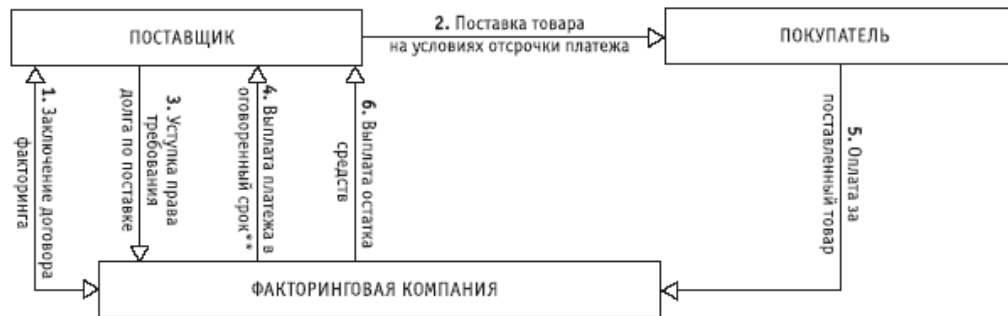 ПОСТАВЩИК
2. Поставка товара
на условиях отсрочки платежа
ПОКУПАТЕЛЬ
1. Заключение договора
факторинга
3. Уступка права
требования
долга по поставке
4. Выплата платежа в
оговоренный срок**
6. Выплата остатка
средств
5. Оплата за
поставленный товар
ФАКТОРИНГОВАЯ КОМПАНИЯ